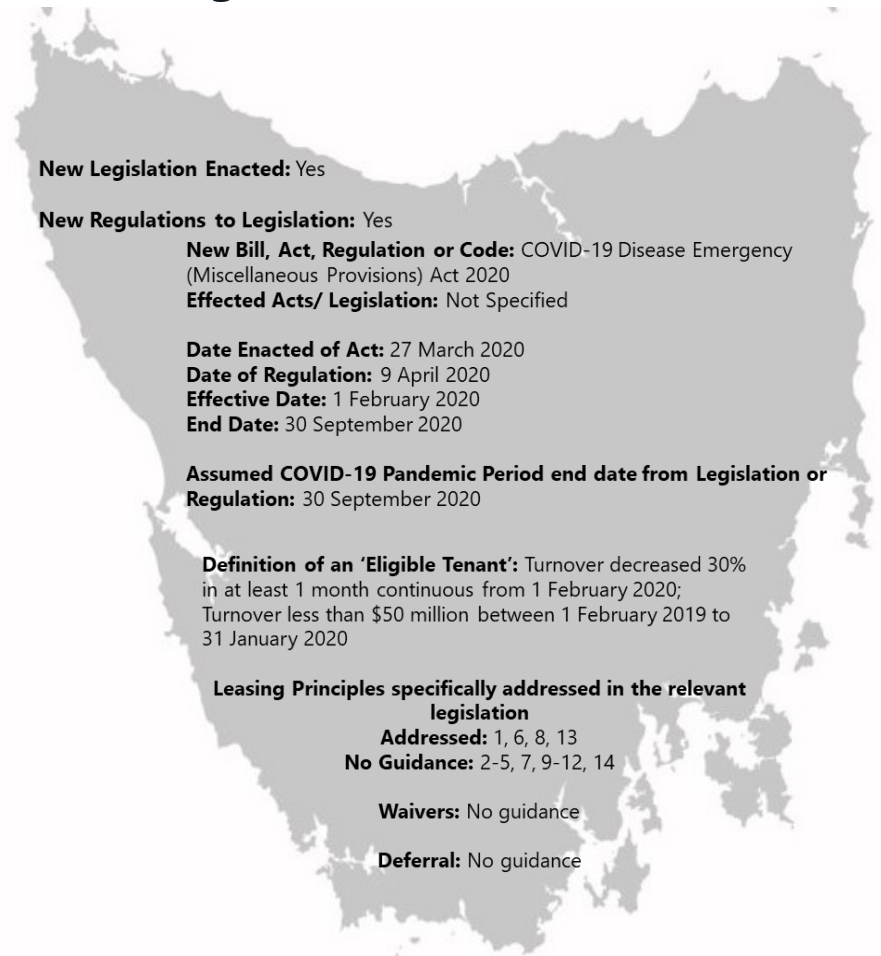 New Legislation Enacted: Yes
New Regulations to Legislation: Yes
New Bill, Act, Regulation or Code: COVID-19 Disease Emergency
(Miscellaneous Provisions) Act 2020
Effected Acts/ Legislation: Not Specified
Date Enacted of Act: 27 March 2020
Date of Regulation: 9 April 2020
Effective Date: 1 February 2020
End Date: 30 September 2020
Assumed COVID-19 Pandemic Period end date from Legislation or
Regulation: 30 September 2020
Definition of an ‘Eligible Tenant’: Turnover decreased 30%
in at least 1 month continuous from 1 February 2020;
Turnover less than $50 million between 1 February 2019 to
31 January 2020
Leasing Principles specifically addressed in the relevant
legislation
Addressed: 1, 6, 8, 13
No Guidance: 2-5, 7, 9-12, 14
Waivers: No guidance
Deferral: No guidance